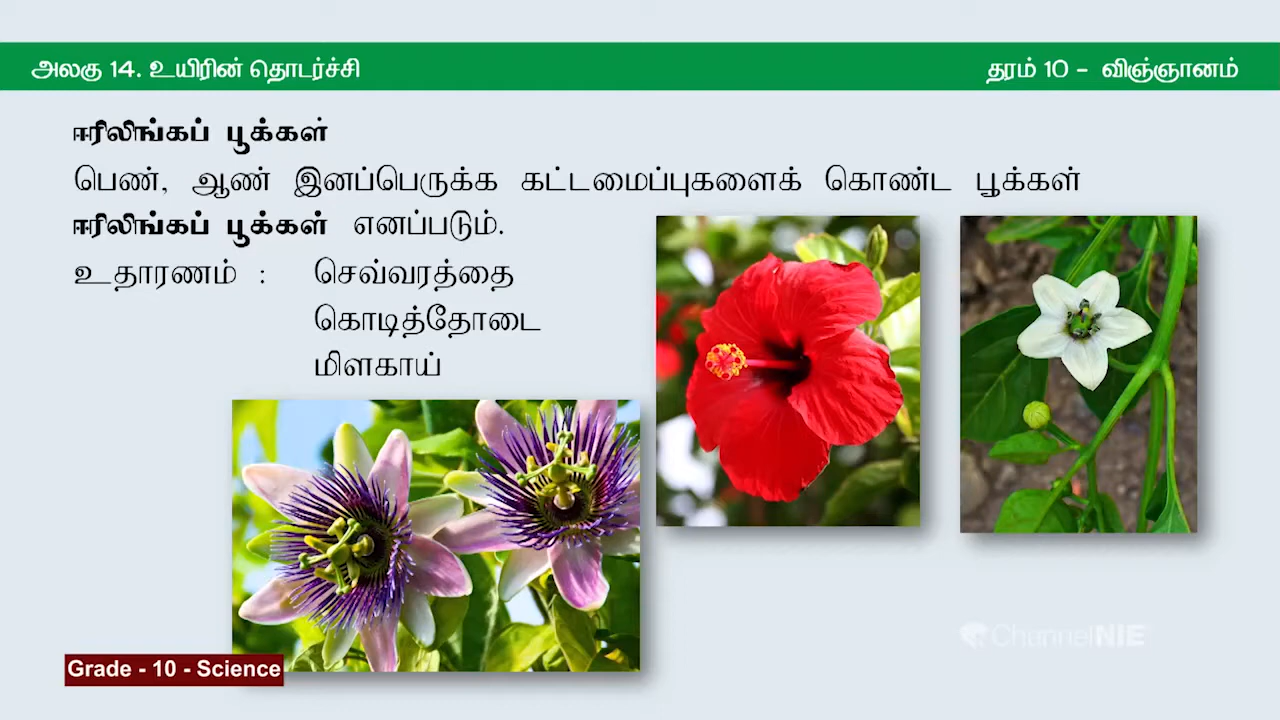 அலகு 14. உயிரின் தொடர்ச்சி
தரம் 10 - விஞ்ஞானம்
ஈரிலிங்கப் பூக்கள்
பெண், ஆண் இனப்பெருக்க கட்டமைப்புகளைக் கொண்ட பூக்கள்
ஈரிலிங்கப் பூக்கள் எனப்படும்.
உதாரணம் : செவ்வரத்தை
கொடித்தோடை
மிளகாய்
ChannelNIE
Grade - 10 - Science